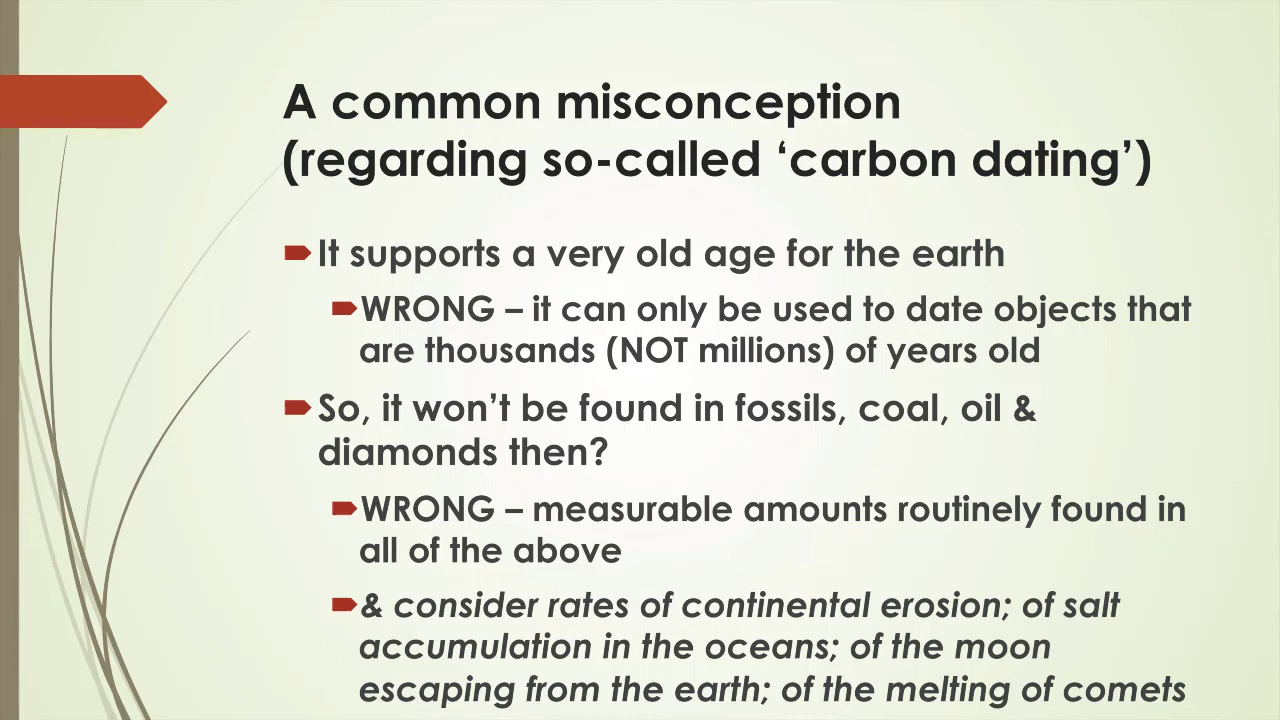 A common misconception
(regarding so-called ‘carbon dating’)
It supports a very old age for the earth
WRONG – it can only be used to date objects that
are thousands (NOT millions) of years old
So, it won’t be found in fossils, coal, oil &
diamonds then?
WRONG – measurable amounts routinely found in
all of the above
& consider rates of continental erosion; of salt
accumulation in the oceans; of the moon
escaping from the earth; of the melting of comets